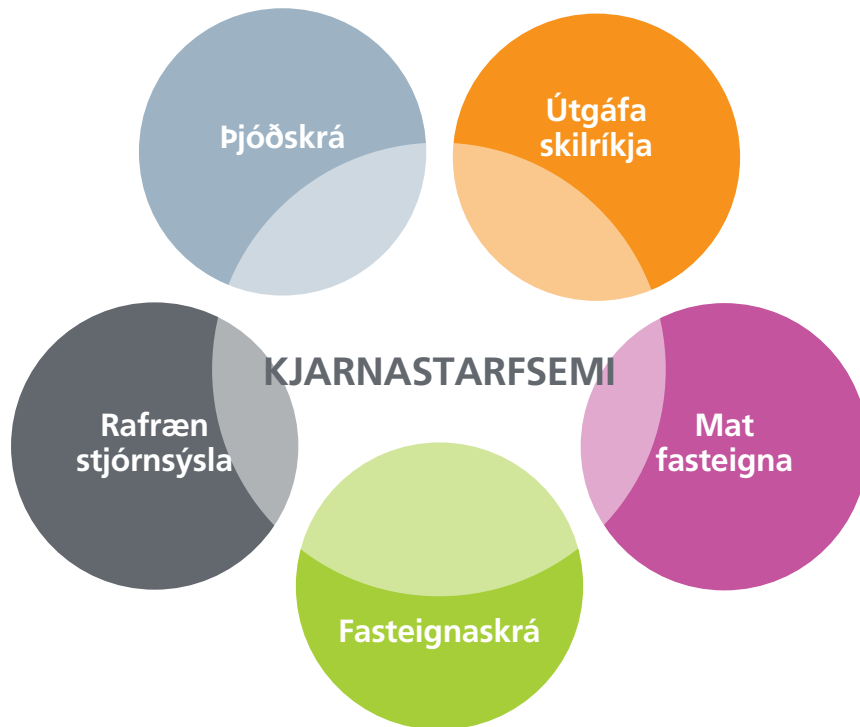 Þjóðskrá
Útgáfa
skilríkja
KJARNASTARFSEMI
Rafræn
stjórnsýsla
Mat
fasteigna
Fasteignaskrá